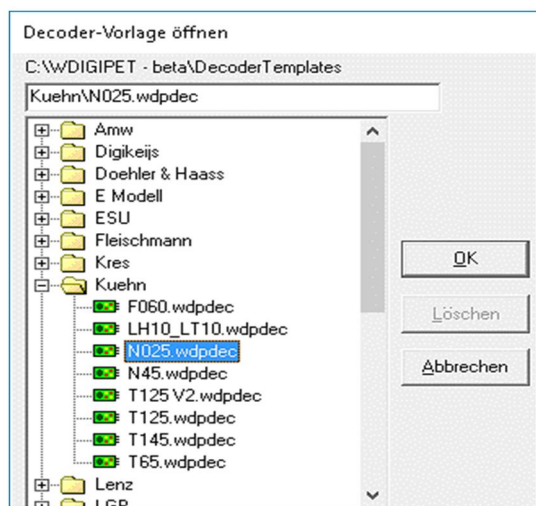 Decoder-Vorlage öffnen
C:\WDIGIPET - beta\DecoderTemplates
Kuehn\N025.wdpdec
Amw
Digikeijs
Doehler & Haass
E Modell
ESU
Fleischmann
Kres
Kuehn
F060.wdpdec
LH10_LT10.wdpdec
N025.wdpdec
N45.wdpdec
T125 V2.wdpdec
T125.wdpdec
T145.wdpdec
T65.wdpdec
Lenz
LGB
OK
Löschen
Abbrechen